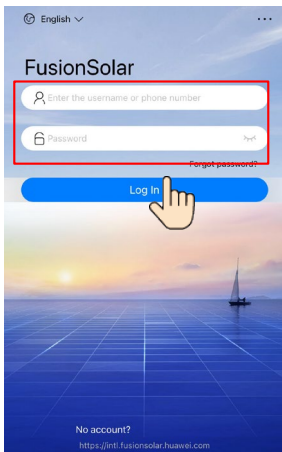 English
FusionSolar
Enter the username or phone number
Password
Forgot password?
Log In
No account?
https://intl.fusionsolar.huawei.com